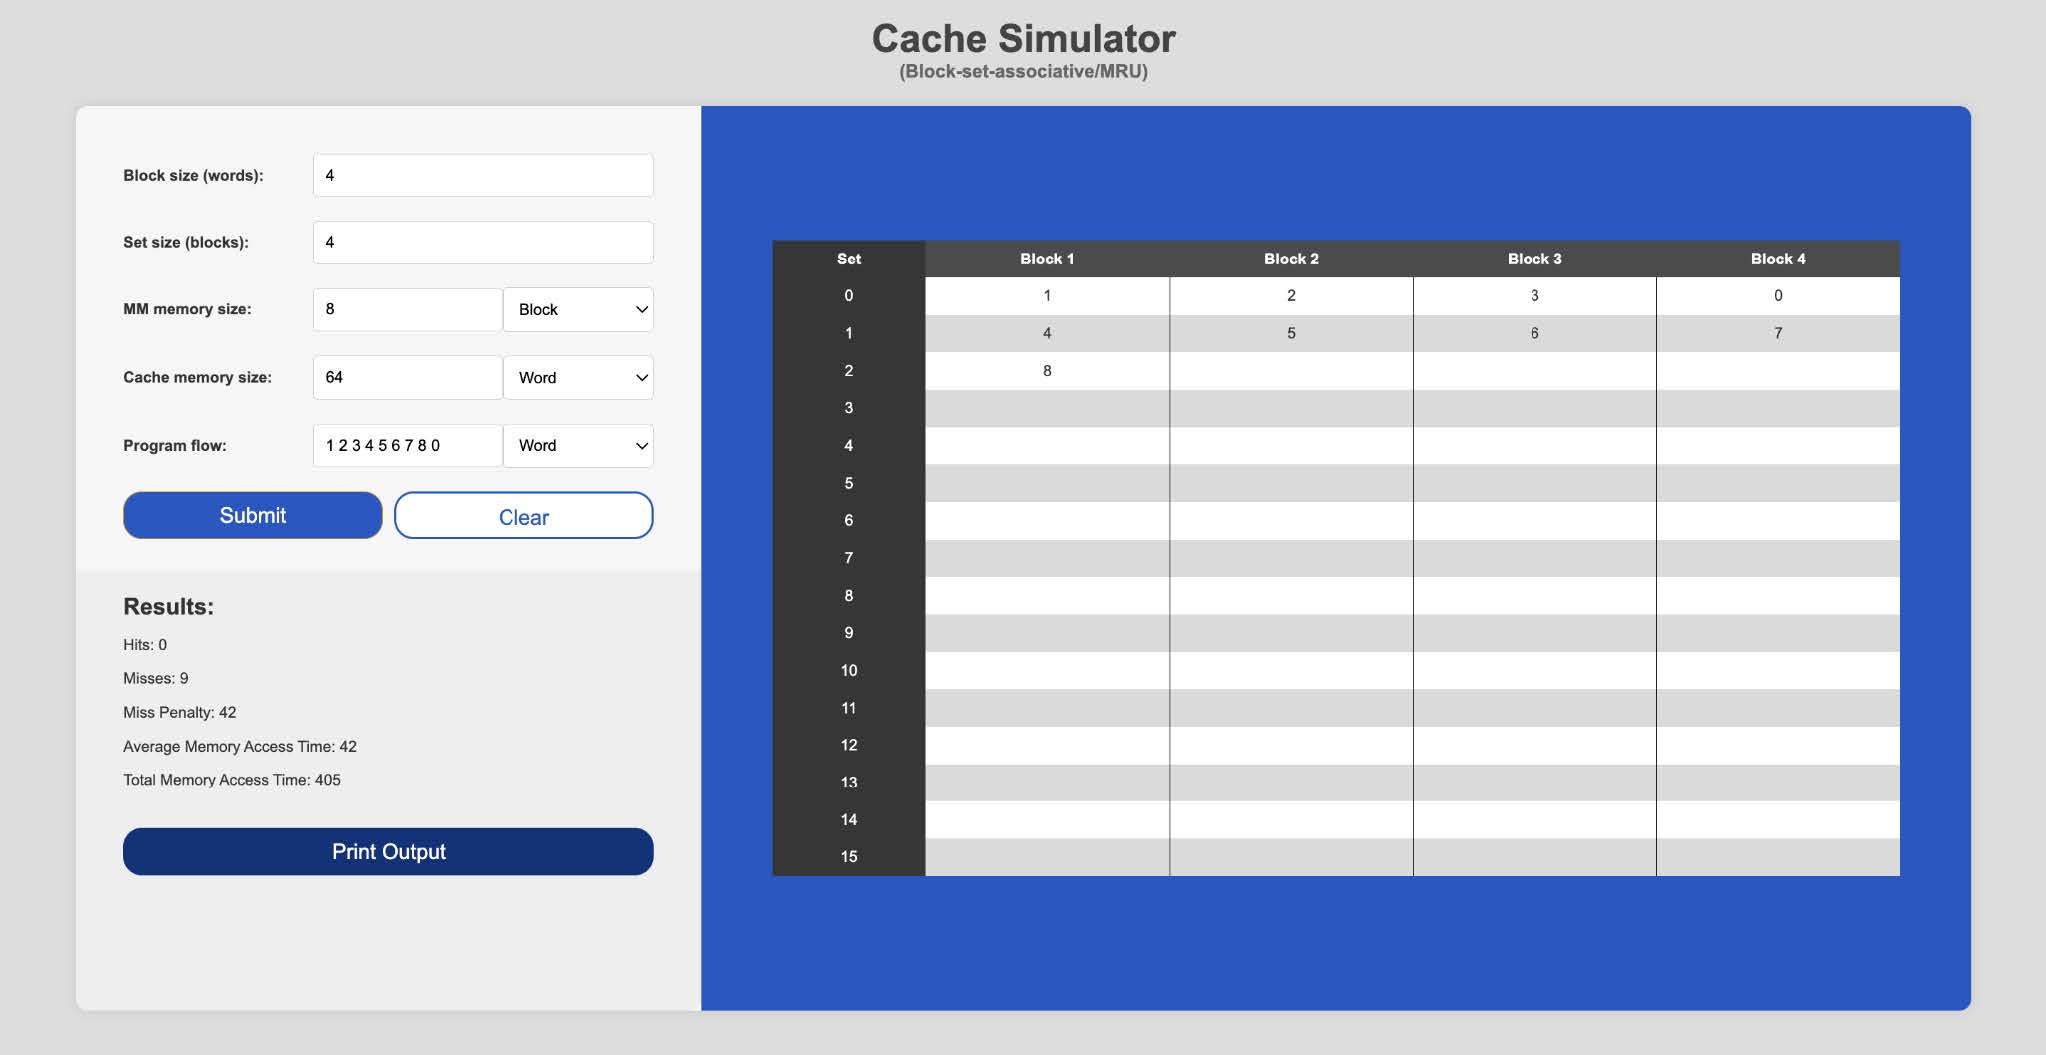 Cache Simulator
(Block-set-associative/MRU)
Block size (words): 4
Set size (blocks): 4
MM memory size: 8 Block
Cache memory size: 64 Word
Program flow: 1 2 3 4 5 6 7 8 0 Word
Submit Clear
Results:
Hits: 0
Misses: 9
Miss Penalty: 42
Average Memory Access Time: 42
Total Memory Access Time: 405
Print Output
Set Block 1 Block 2 Block 3 Block 4
0 1 2 3 0
1 4 5 6 7
2 8
3
4
5
6
7
8
9
10
11
12
13
14
15